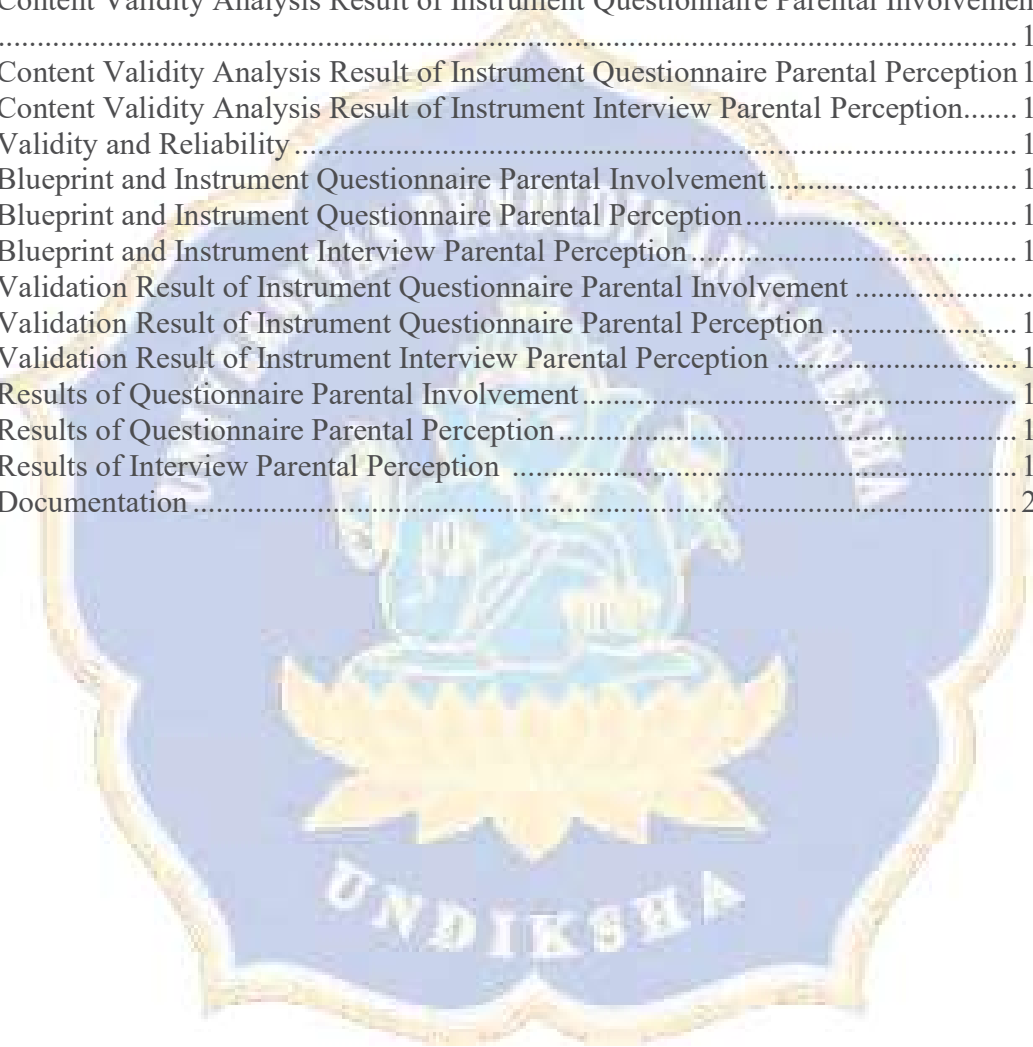 Content Validity Analysis Result of Instrument Questionnaire Parental Involvemen
........................................................................................................................ 1
Content Validity Analysis Result of Instrument Questionnaire Parental Perception 1
Content Validity Analysis Result of Instrument Interview Parental Perception....... 1
Validity and Reliability ........................................................................................ 1
Blueprint and Instrument Questionnaire Parental Involvement................................ 1
Blueprint and Instrument Questionnaire Parental Perception................................... 1
Blueprint and Instrument Interview Parental Perception......................................... 1
Validation Result of Instrument Questionnaire Parental Involvement .......................
Validation Result of Instrument Questionnaire Parental Perception ........................ 1
Validation Result of Instrument Interview Parental Perception ............................... 1
Results of Questionnaire Parental Involvement....................................................... 1
Results of Questionnaire Parental Perception.......................................................... 1
Results of Interview Parental Perception ................................................................ 1
Documentation ....................................................................................................... 2
UNDIKSHA